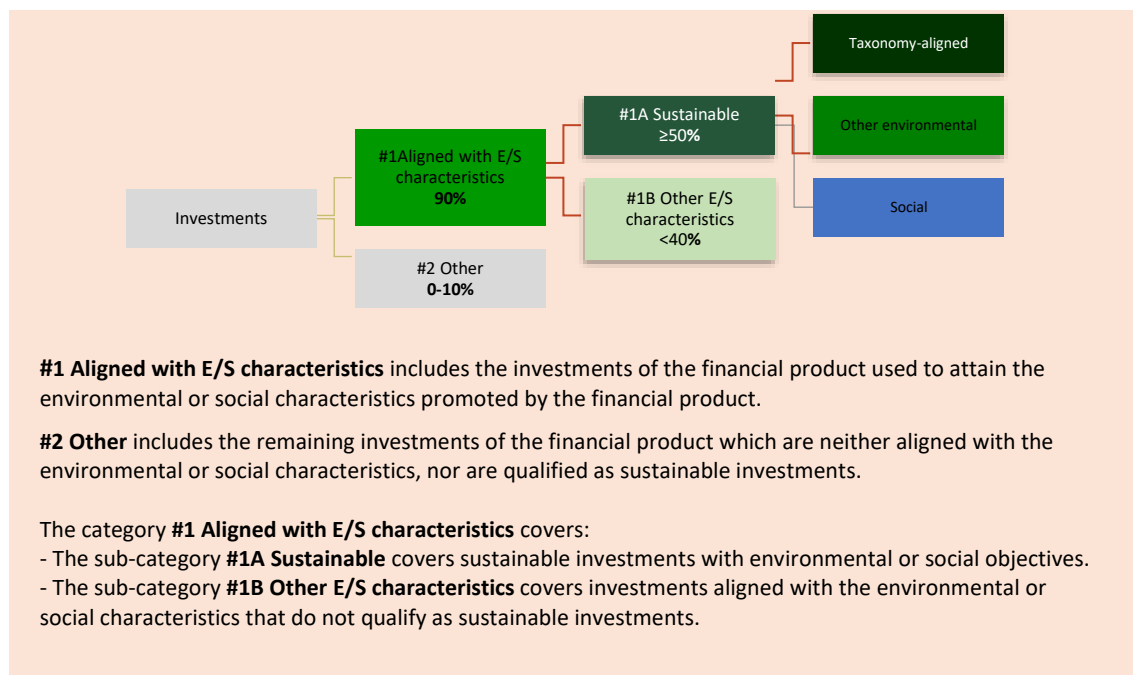 Taxonomy-aligned
#1A Sustainable
≥50%
Other environmental
#1Aligned with E/S
characteristics
90%
#1B Other E/S
characteristics
<40%
Social
Investments
#2 Other
0-10%
#1 Aligned with E/S characteristics includes the investments of the financial product used to attain the
environmental or social characteristics promoted by the financial product.
#2 Other includes the remaining investments of the financial product which are neither aligned with the
environmental or social characteristics, nor are qualified as sustainable investments.
The category #1 Aligned with E/S characteristics covers:
- The sub-category #1A Sustainable covers sustainable investments with environmental or social objectives.
- The sub-category #1B Other E/S characteristics covers investments aligned with the environmental or
social characteristics that do not qualify as sustainable investments.